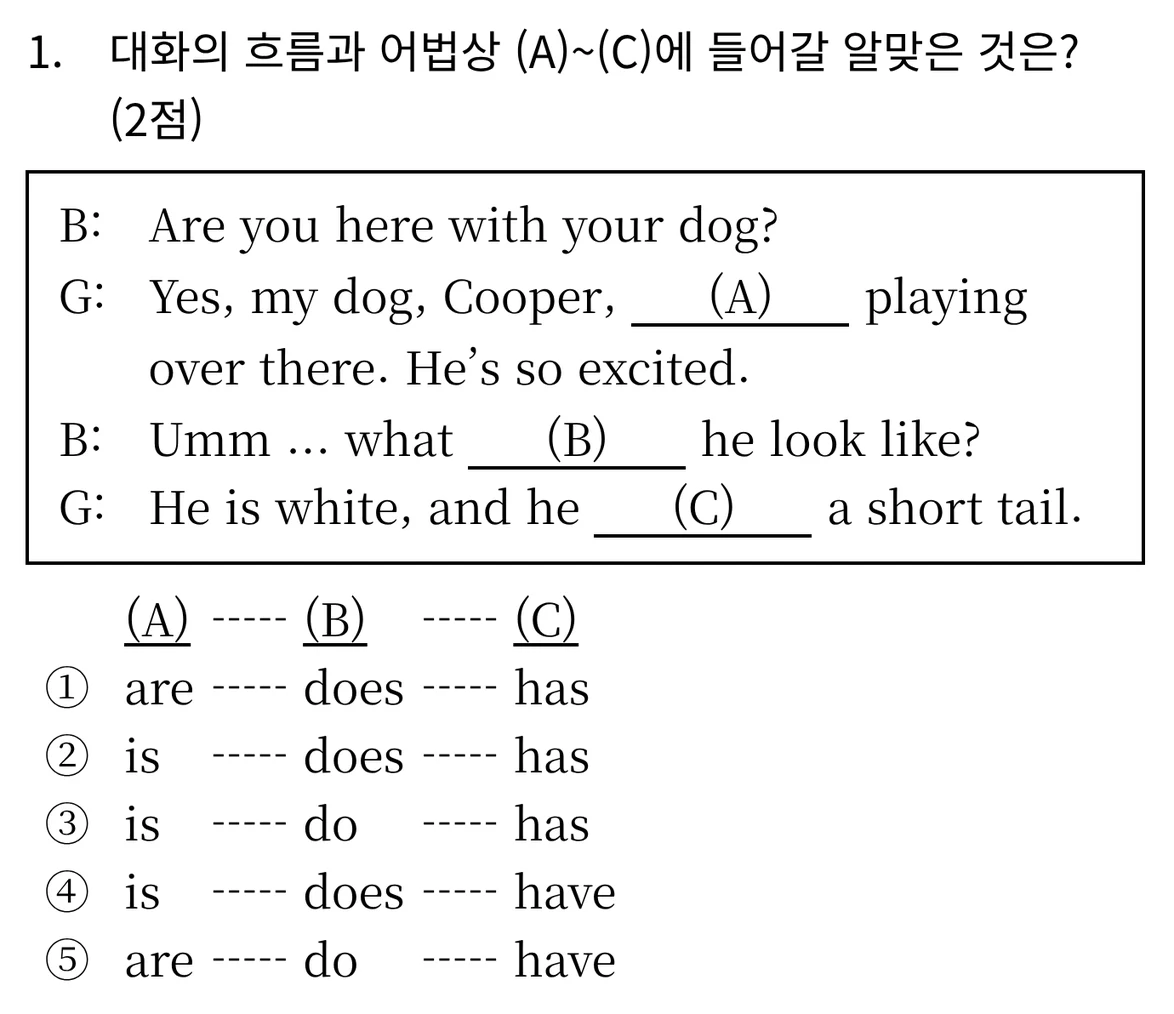 1. 대화의 흐름과 어법상 (A)~(C)에 들어갈 알맞은 것은?
(2점)
B: Are you here with your dog?
G: Yes, my dog, Cooper, (A) playing
over there. He’s so excited.
B: Umm … what (B) he look like?
G: He is white, and he (C) a short tail.
(A) ----- (B) ----- (C)
① are ----- does ----- has
② is ----- does ----- has
③ is ----- do ----- has
④ is ----- does ----- have
⑤ are ----- do ----- have